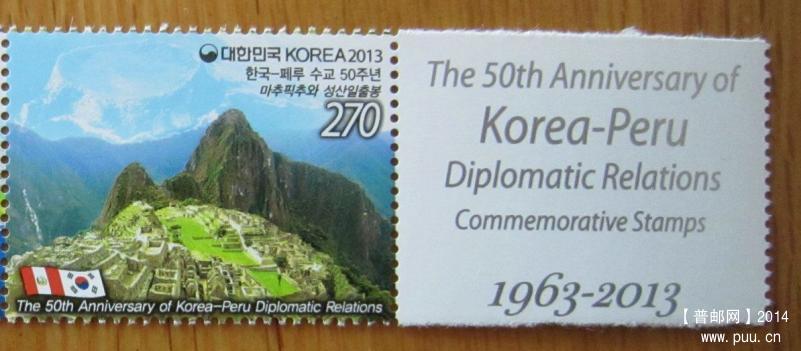 대한민국 KOREA 2013
한국-페루 수교 50주년
마추픽추와 성산일출봉
270
The 50th Anniversary of Korea-Peru Diplomatic Relations
The 50th Anniversary of
Korea-Peru
Diplomatic Relations
Commemorative Stamps
1963-2013
【普邮网】2014
www.puu.cn